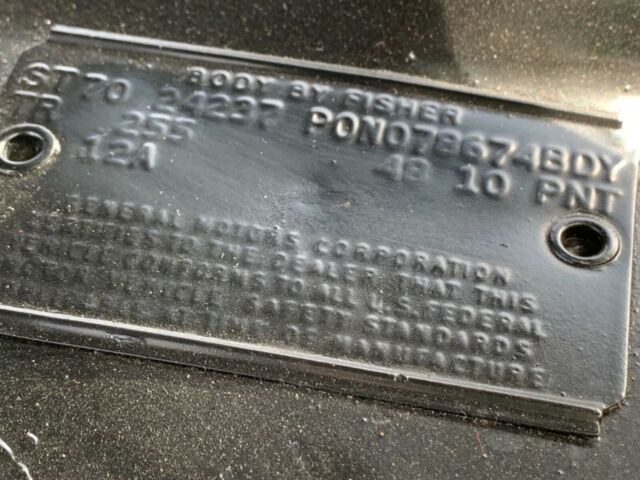 BODY BY FISHER
ST 70 24237 PON078674BDY
TR 255 48 10 PNT
12A
GENERAL MOTORS CORPORATION
CERTIFIES TO THE DEALER THAT THIS
VEHICLE CONFORMS TO ALL U.S. FEDERAL
MOTOR VEHICLE SAFETY STANDARDS
AT TIME OF MANUFACTURE